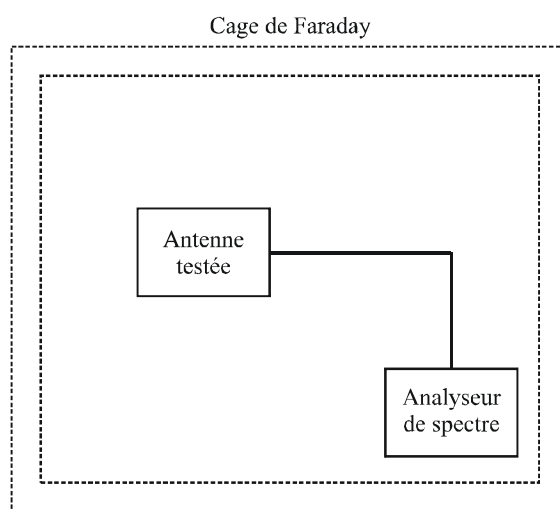 Cage de Faraday
Antenne
testée
Analyseur
de spectre